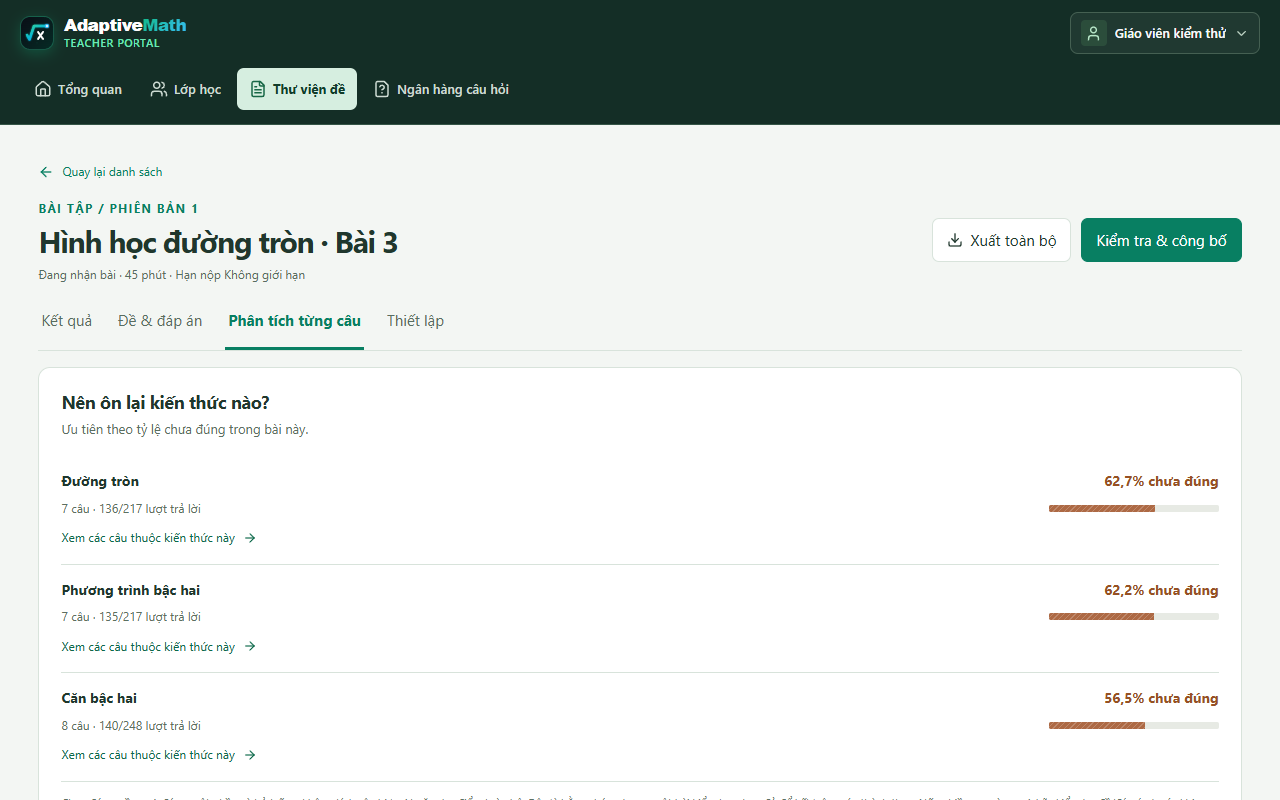 AdaptiveMath
TEACHER PORTAL
Giáo viên kiểm thử
Tổng quan
Lớp học
Thư viện đề
Ngân hàng câu hỏi
Quay lại danh sách
BÀI TẬP / PHIÊN BẢN 1
Hình học đường tròn · Bài 3
Đang nhận bài · 45 phút · Hạn nộp Không giới hạn
Xuất toàn bộ
Kiểm tra & công bố
Kết quả
Đề & đáp án
Phân tích từng câu
Thiết lập
Nên ôn lại kiến thức nào?
Ưu tiên theo tỷ lệ chưa đúng trong bài này.
Đường tròn
62,7% chưa đúng
7 câu · 136/217 lượt trả lời
Xem các câu thuộc kiến thức này
Phương trình bậc hai
62,2% chưa đúng
7 câu · 135/217 lượt trả lời
Xem các câu thuộc kiến thức này
Căn bậc hai
56,5% chưa đúng
8 câu · 140/248 lượt trả lời
Xem các câu thuộc kiến thức này